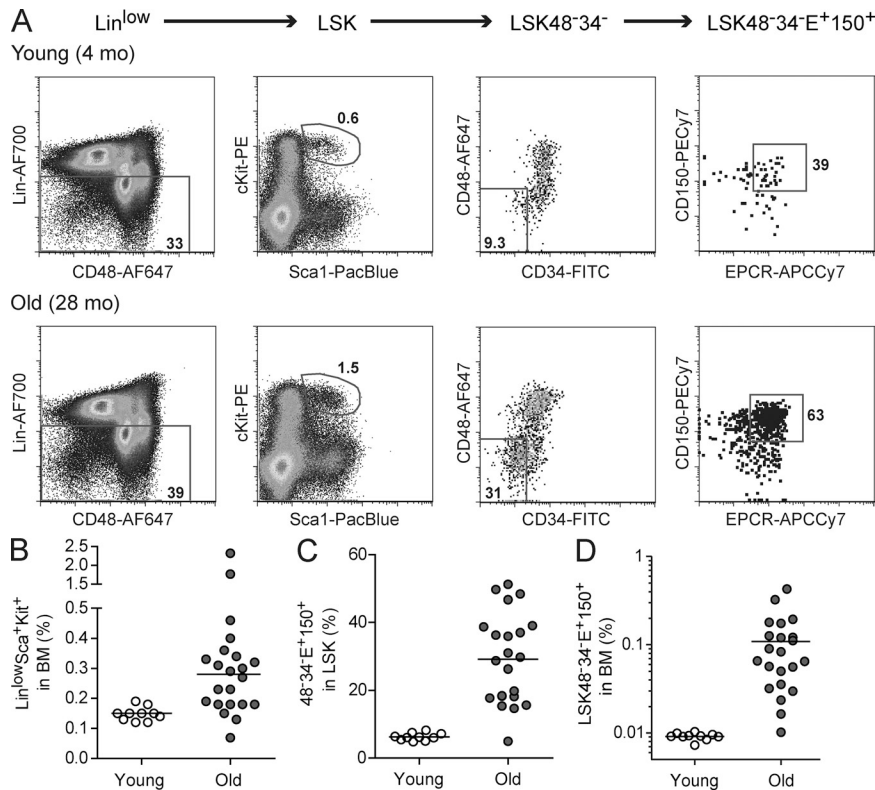 A Linlow LSK LSK48-34- LSK48-34-E+150+
Young (4 mo)
Lin-AF700
33
CD48-AF647
cKit-PE
0.6
Sca1-PacBlue
CD48-AF647
9.3
CD34-FITC
CD150-PECy7
39
EPCR-APCCy7
Old (28 mo)
Lin-AF700
39
CD48-AF647
cKit-PE
1.5
Sca1-PacBlue
CD48-AF647
31
CD34-FITC
CD150-PECy7
63
EPCR-APCCy7
B
LinlowSca+Kit+
in BM (%)
2.5
2.0
1.5
0.5
0.4
0.3
0.2
0.1
0.0
Young Old
C
48-34-E+150+
in LSK (%)
60
40
20
0
Young Old
D
LSK48-34-E+150+
in BM (%)
1
0.1
0.01
Young Old